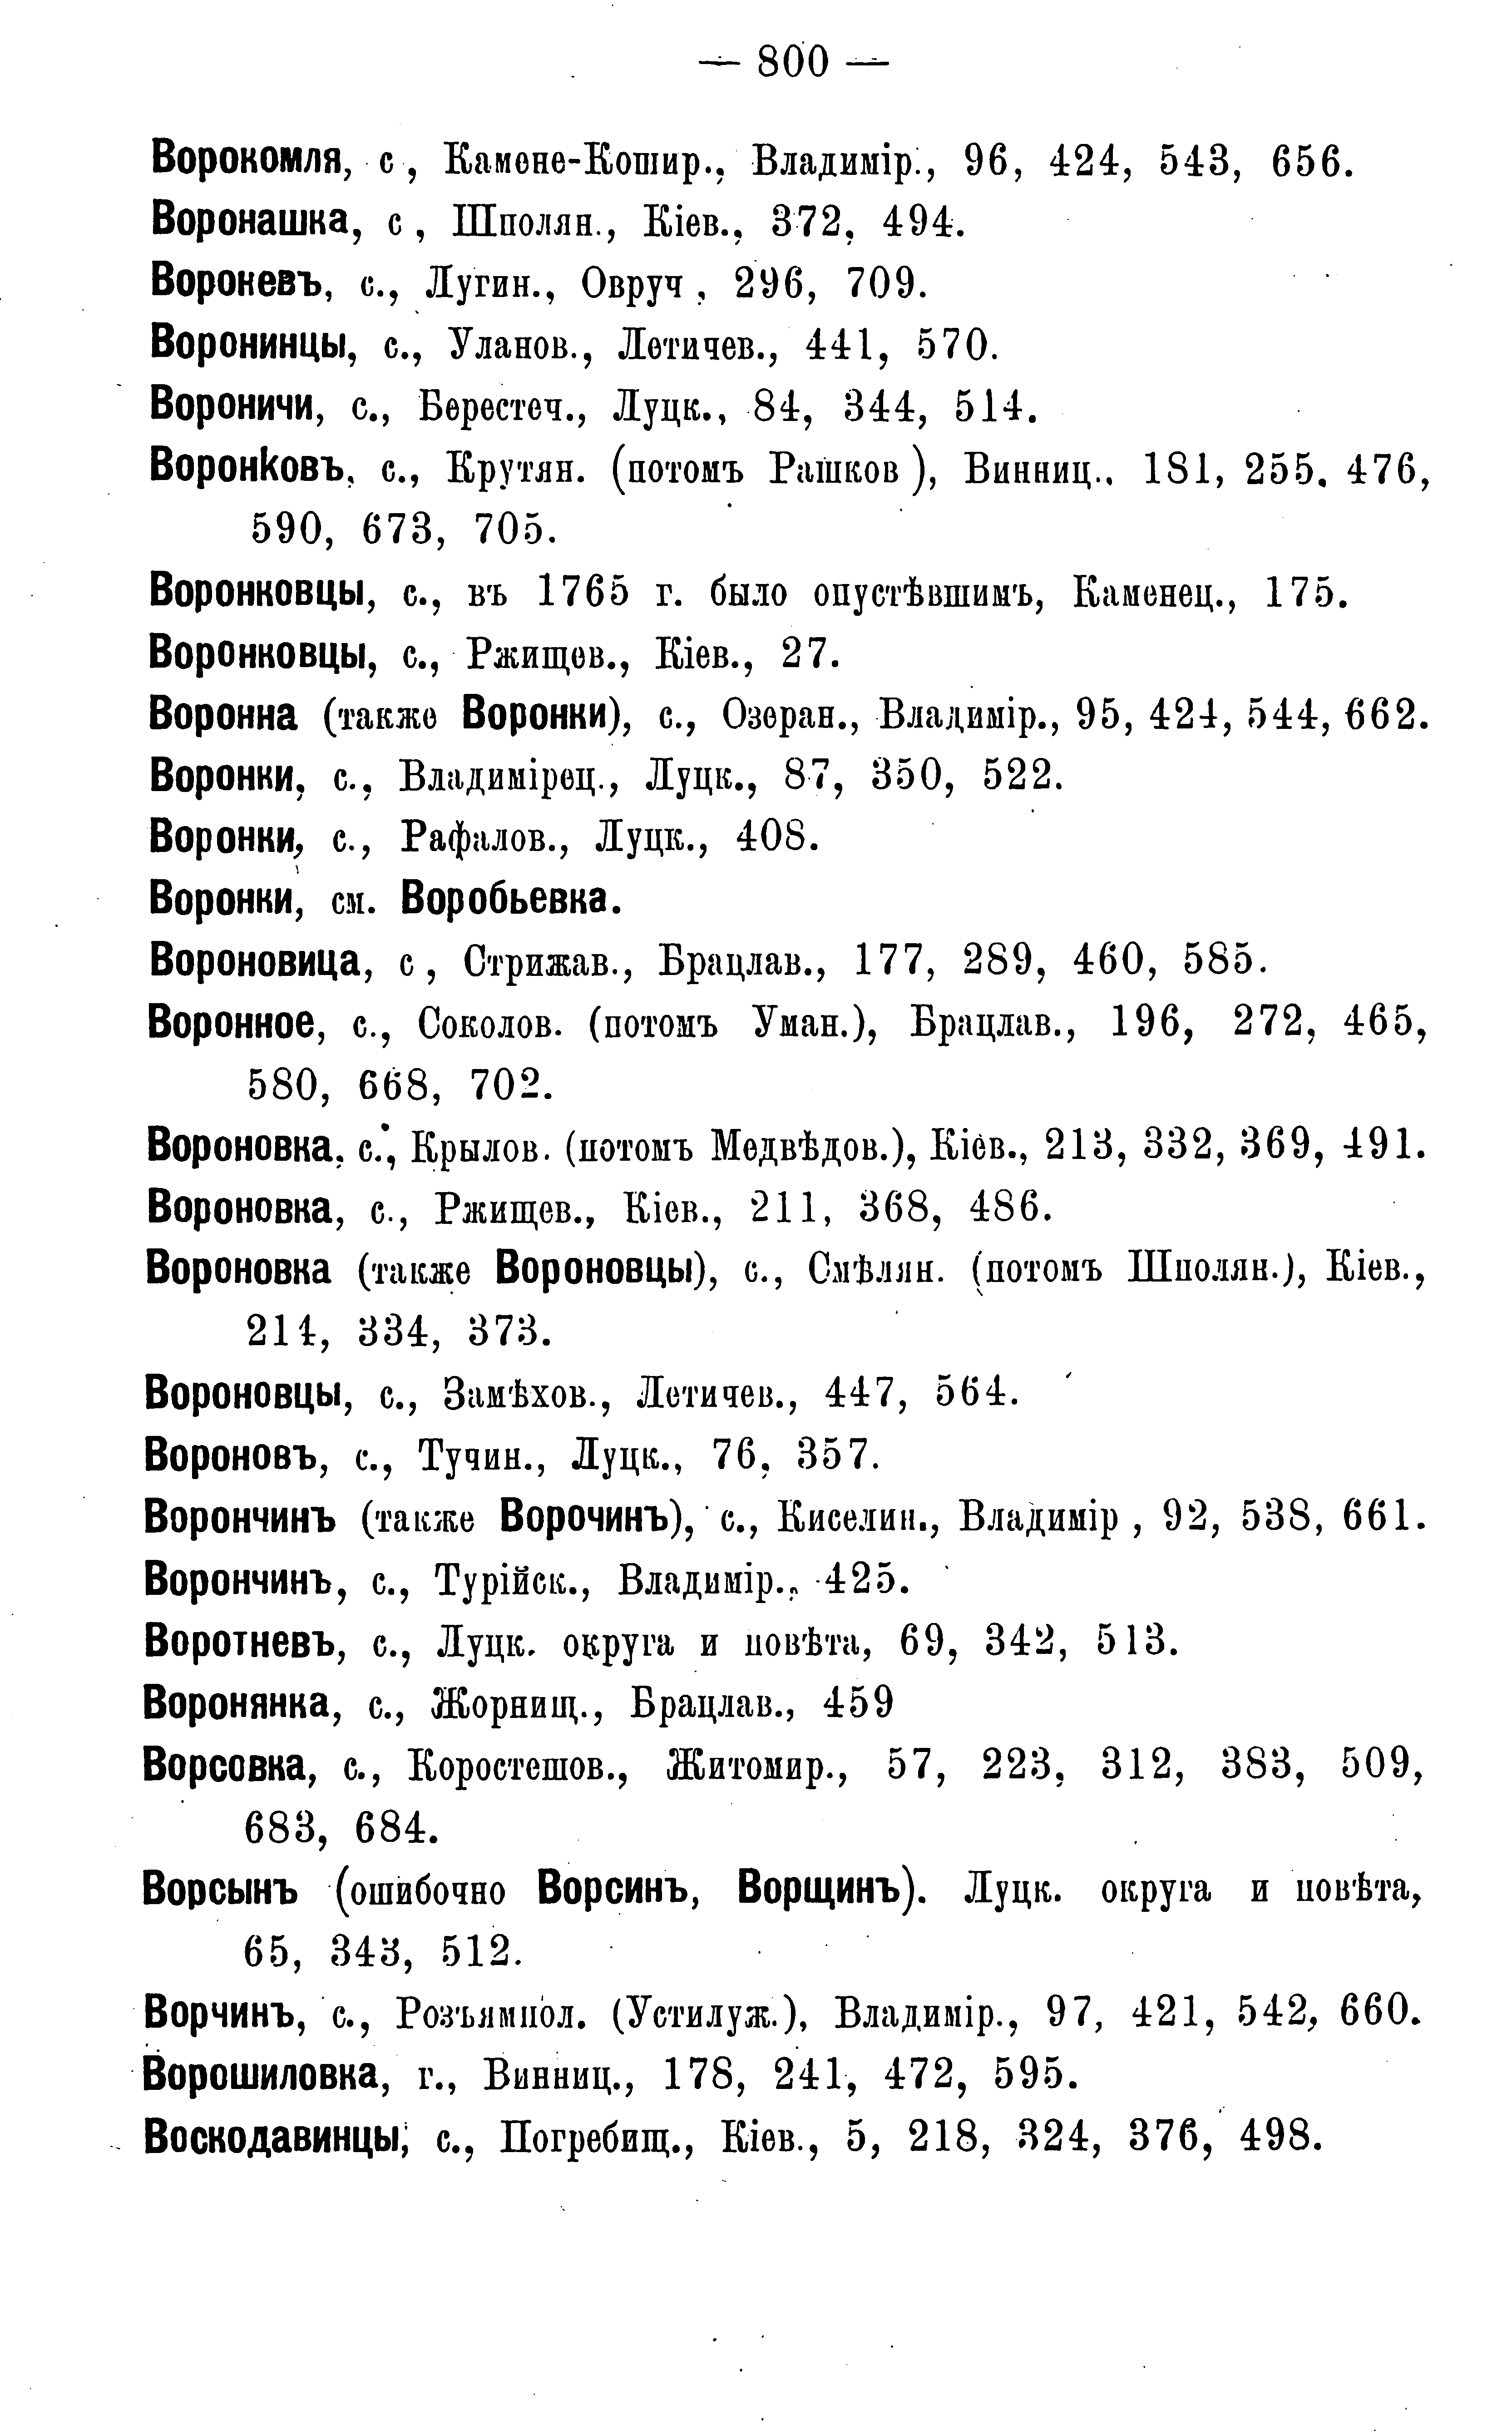 — 800 —
Ворокомля, с , Камене-Кошир., Владимір., 96, 424, 543, 656.
Воронашка, с , Шполян., Кіев., 372, 494.
Вороневъ, с., Лугин., Овруч , 296, 709.
Воронинцы, с., Уланов., Летичев., 441, 570.
Вороничи, с., Берестеч., Луцк., 84, 344, 514.
Воронковъ, с., Крутян. (потомъ Рашков ), Винниц., 181, 255, 476,
590, 673, 705.
Воронковцы, с., въ 1765 г. было опустѣвшимъ, Каменец., 175.
Воронковцы, с., Ржищев., Кіев., 27.
Воронна (также Воронки), с., Озеран., Владимір., 95, 424, 544, 662.
Воронки, с., Владимірец., Луцк., 87, 350, 522.
Воронки, с., Рафалов., Луцк., 408.
Воронки, см. Воробьевка.
Вороновица, с , Стрижав., Брацлав., 177, 289, 460, 585.
Воронное, с., Соколов. (потомъ Уман.), Брацлав., 196, 272, 465,
580, 668, 702.
Вороновка, с., Крылов. (потомъ Медвѣдов.), Кіев., 213, 332, 369, 491.
Вороновка, с., Ржищев., Кіев., 211, 368, 486.
Вороновка (также Вороновцы), с., Смѣлян. (потомъ Шполян.), Кіев.,
214, 334, 373.
Вороновцы, с., Замѣхов., Летичев., 447, 564.
Вороновъ, с., Тучин., Луцк., 76, 357.
Ворончинъ (также Ворочинъ), с., Киселин., Владимір , 92, 538, 661.
Ворончинъ, с., Турійск., Владимір., 425.
Воротневъ, с., Луцк. округа и повѣта, 69, 342, 513.
Воронянка, с., Жорнищ., Брацлав., 459
Ворсовка, с., Коростешов., Житомир., 57, 223, 312, 383, 509,
683, 684.
Ворсынъ (ошибочно Ворсинъ, Ворщинъ). Луцк. округа и повѣта,
65, 343, 512.
Ворчинъ, с., Розъямпол. (Устилуж.), Владимір., 97, 421, 542, 660.
Ворошиловка, г., Винниц., 178, 241, 472, 595.
Воскодавинцы, с., Погребищ., Кіев., 5, 218, 324, 376, 498.